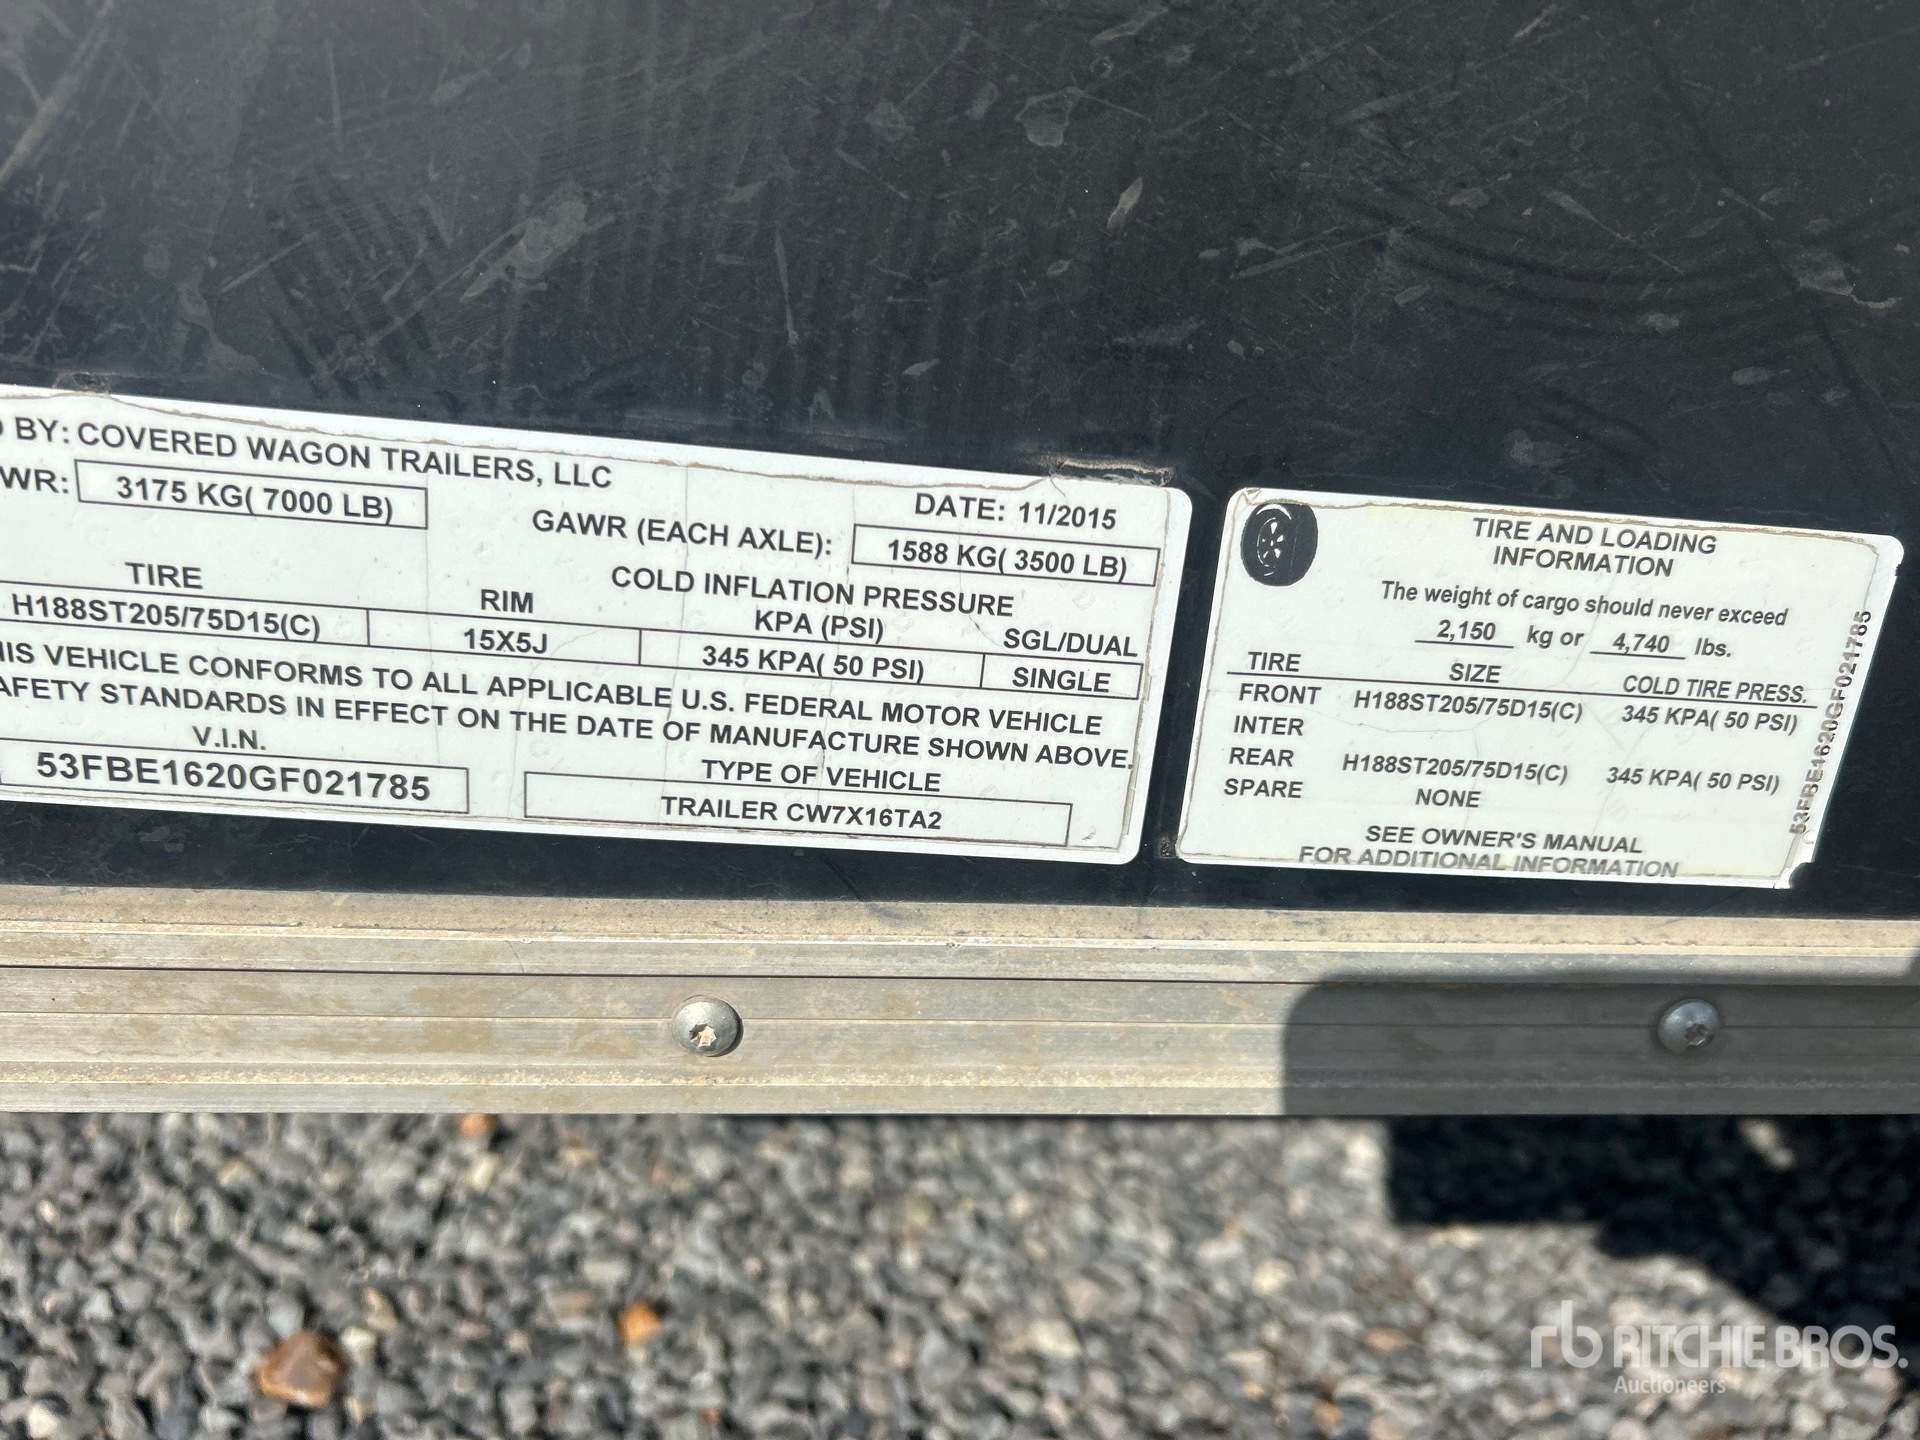 D BY: COVERED WAGON TRAILERS, LLC
WR: 3175 KG( 7000 LB)
DATE: 11/2015
GAWR (EACH AXLE): 1588 KG( 3500 LB)
COLD INFLATION PRESSURE
TIRE RIM KPA (PSI) SGL/DUAL
H188ST205/75D15(C) 15X5J 345 KPA( 50 PSI) SINGLE
IS VEHICLE CONFORMS TO ALL APPLICABLE U.S. FEDERAL MOTOR VEHICLE
AFETY STANDARDS IN EFFECT ON THE DATE OF MANUFACTURE SHOWN ABOVE.
V.I.N. TYPE OF VEHICLE
53FBE1620GF021785 TRAILER CW7X16TA2
TIRE AND LOADING
INFORMATION
The weight of cargo should never exceed
2,150 kg or 4,740 lbs.
TIRE SIZE COLD TIRE PRESS.
FRONT H188ST205/75D15(C) 345 KPA( 50 PSI)
INTER
REAR H188ST205/75D15(C) 345 KPA( 50 PSI)
SPARE NONE
SEE OWNER'S MANUAL
FOR ADDITIONAL INFORMATION
53FBE1620GF021785
rb RITCHIE BROS.
Auctioneers